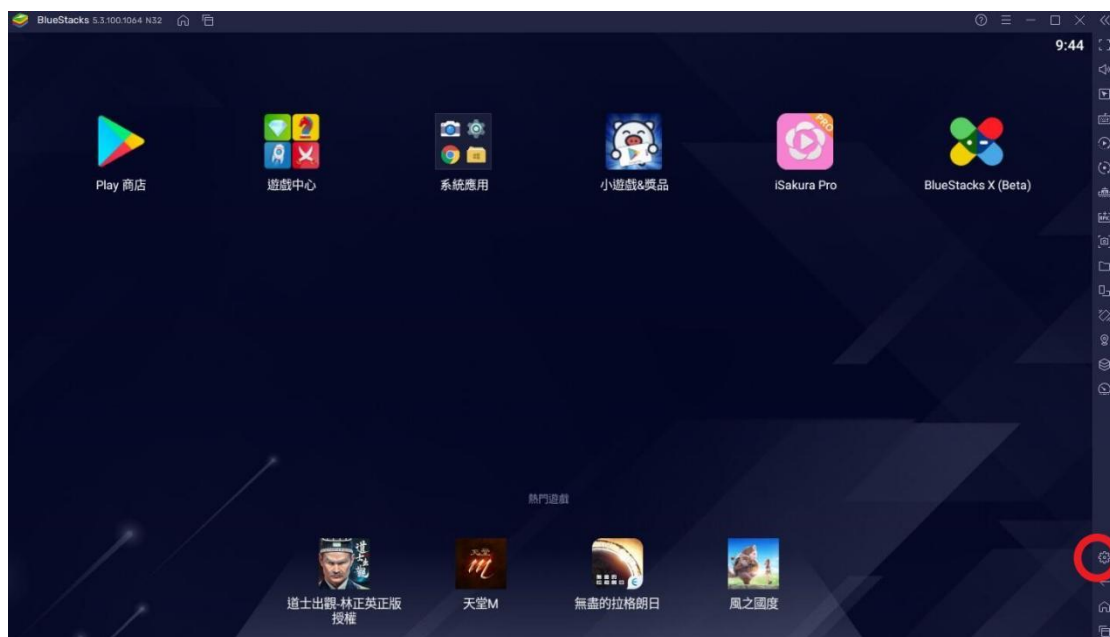 BlueStacks 5.3.100.1064 N32
9:44
Play 商店
遊戲中心
系統應用
小遊戲&獎品
iSakura Pro
BlueStacks X (Beta)
熱門遊戲
道士出觀-林正英正版
授權
天堂M
無盡的拉格朗日
風之國度